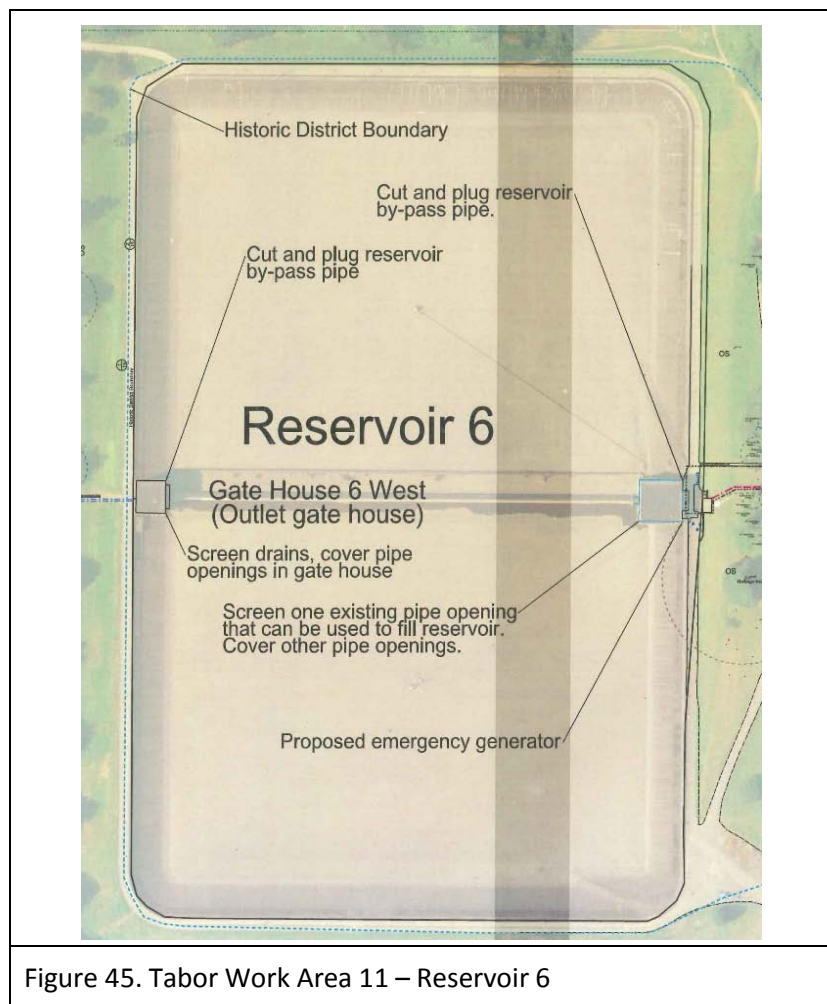 Historic District Boundary
Cut and plug reservoir
by-pass pipe.
Cut and plug reservoir
by-pass pipe
OS
Reservoir 6
Gate House 6 West
(Outlet gate house)
Screen drains, cover pipe
openings in gate house
OS
Screen one existing pipe opening
that can be used to fill reservoir.
Cover other pipe openings.
Proposed emergency generator
Figure 45. Tabor Work Area 11 – Reservoir 6